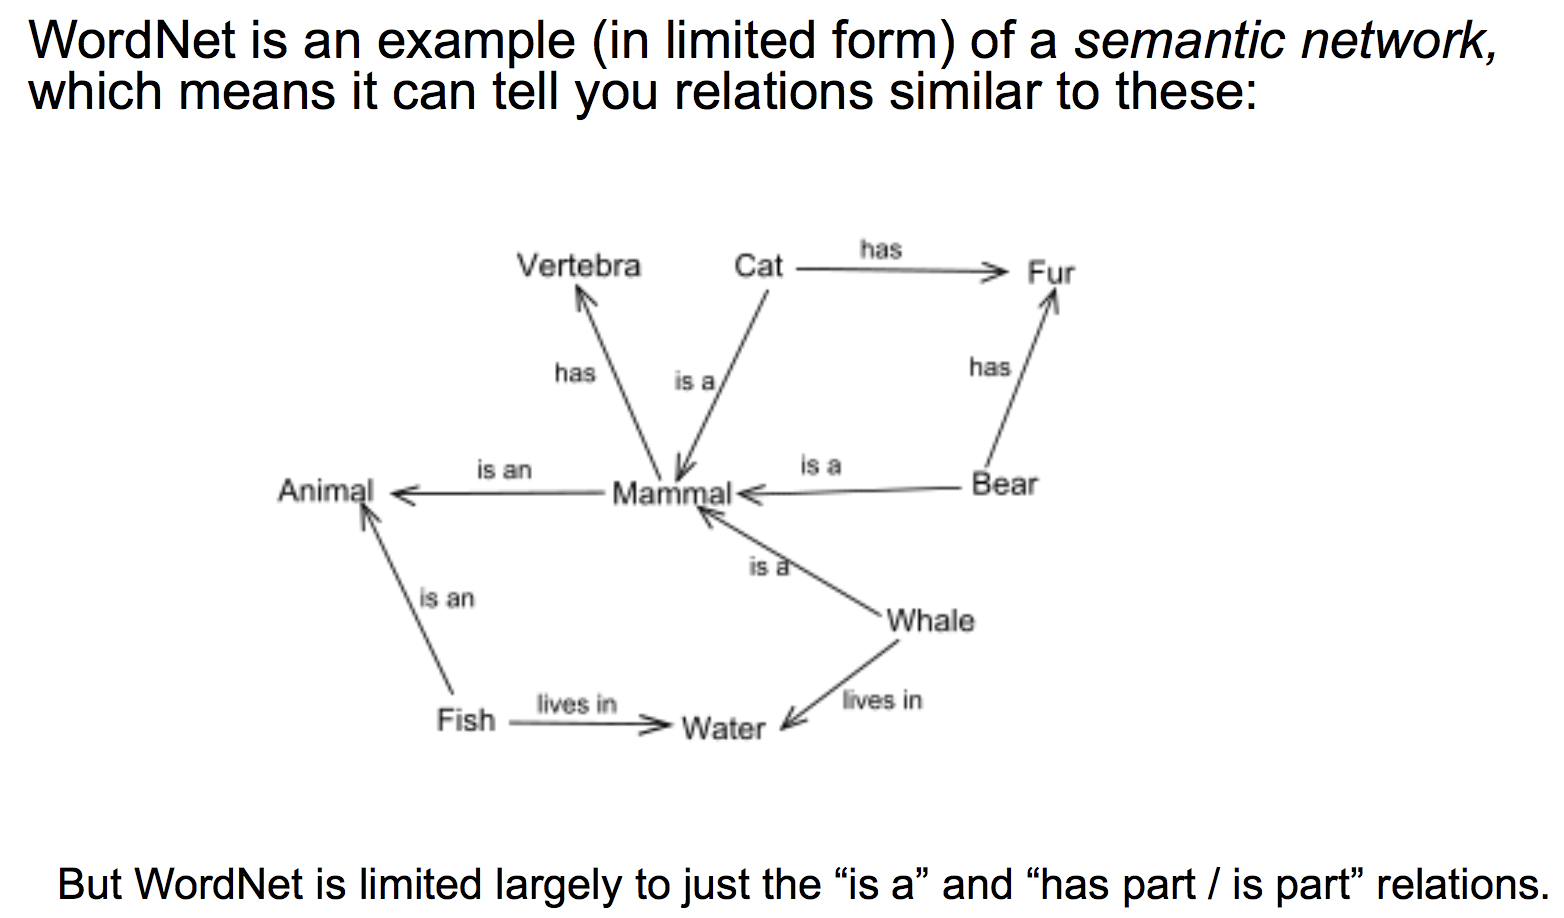 WordNet is an example (in limited form) of a semantic network,
which means it can tell you relations similar to these:
has
Vertebra
Cat
Fur
has
is a
has
is an
is a
Animal
Mammal
Bear
is a
is an
Whale
lives in
lives in
Fish
Water
But WordNet is limited largely to just the “is a” and “has part / is part” relations.